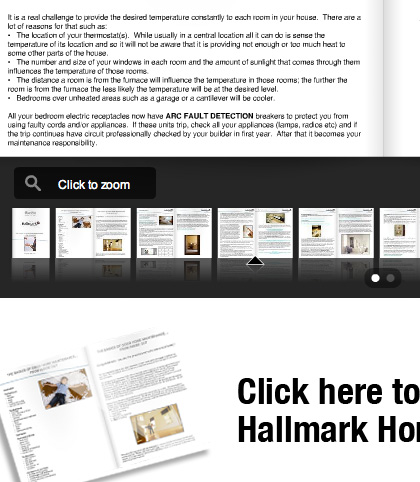 It is a real challenge to provide the desired temperature constantly to each room in your house. There are a
lot of reasons for that such as:
• The location of your thermostat(s). While usually in a central location all it can do is sense the
temperature of its location and so it will not be aware that it is providing not enough or too much heat to
some other parts of the house.
• The number and size of your windows in each room and the amount of sunlight that comes through them
influences the temperature of those rooms.
• The distance a room is from the furnace will influence the temperature in those rooms; the further the
room is from the furnace the less likely the temperature will be at the desired level.
• Bedrooms over unheated areas such as a garage or a cantilever will be cooler.
All your bedroom electric receptacles now have ARC FAULT DETECTION breakers to protect you from
using faulty cords and/or appliances. If these units trip, check all your appliances (lamps, radios etc) and if
the trip continues have circuit professionally checked by your builder in first year. After that it becomes your
maintenance responsibility.
Click to zoom
Click here to
Hallmark Ho